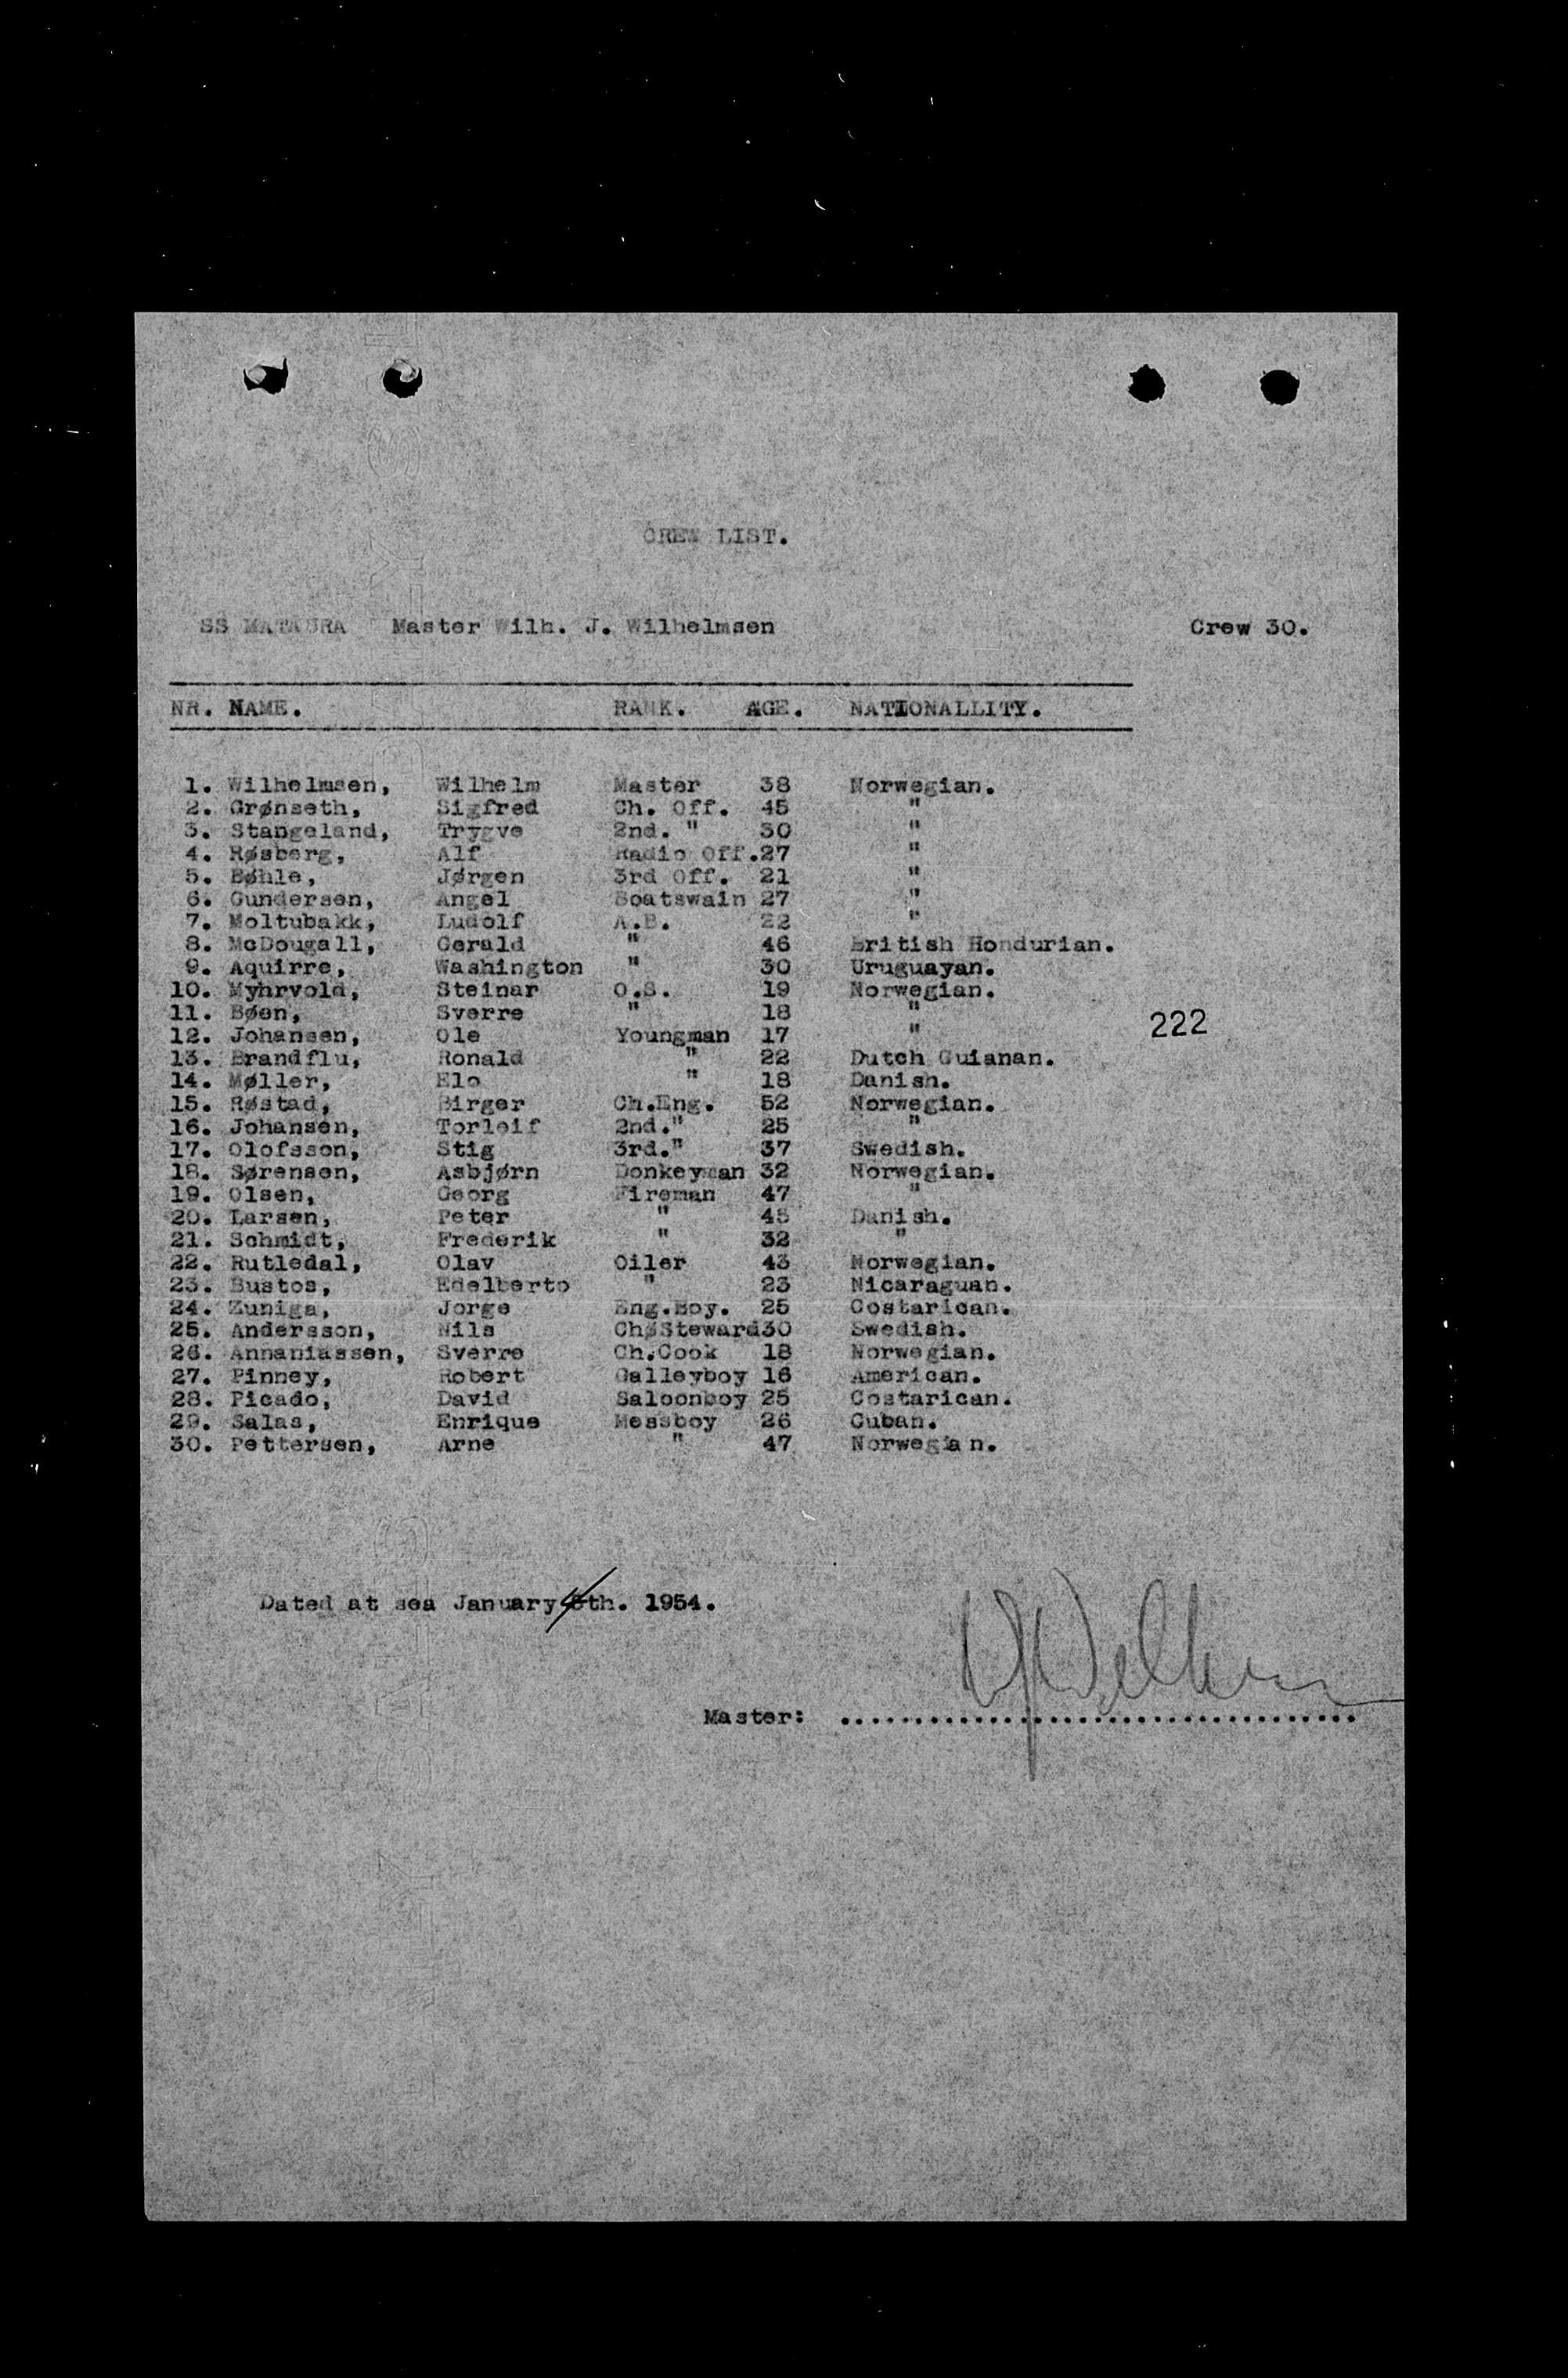 CREW LIST.
SS MATAURA Master Wilh. J. Wilhelmsen Crew 30.
NR. NAME. RANK. AGE. NATIONALLITY.
1. Wilhelmsen, Wilhelm Master 38 Norwegian.
2. Grønseth, Sigfred Ch. Off. 45 "
3. Stangeland, Trygve 2nd. " 30 "
4. Røsberg, Alf Radio Off.27 "
5. Bøhle, Jørgen 3rd Off. 21 "
6. Gundersen, Angel Boatswain 27 "
7. Moltubakk, Ludolf A.B. 22 "
8. McDougall, Gerald " 46 British Hondurian.
9. Aquirre, Washington " 30 Uruguayan.
10. Myhrvold, Steinar O.S. 19 Norwegian.
11. Bøen, Sverre " 18 "
12. Johansen, Ole Youngman 17 "
222
13. Brandflu, Ronald " 22 Dutch Guianan.
14. Møller, Elo " 18 Danish.
15. Røstad, Birger Ch.Eng. 52 Norwegian.
16. Johansen, Torleif 2nd." 25 "
17. Olofsson, Stig 3rd." 37 Swedish.
18. Sørensen, Asbjørn Donkeyman 32 Norwegian.
19. Olsen, Georg Fireman 47 "
20. Larsen, Peter " 45 Danish.
21. Schmidt, Frederik " 32 "
22. Rutledal, Olav Oiler 43 Norwegian.
23. Bustos, Edelberto " 23 Nicaraguan.
24. Zuniga, Jorge Eng.Boy. 25 Costarican.
25. Andersson, Nils Ch.Steward30 Swedish.
26. Annaniassen, Sverre Ch.Cook 18 Norwegian.
27. Pinney, Robert Galleyboy 16 American.
28. Picado, David Saloonboy 25 Costarican.
29. Salas, Enrique Messboy 26 Cuban.
30. Pettersen, Arne " 47 Norwegian.
Dated at sea January 4th. 1954.
Master: